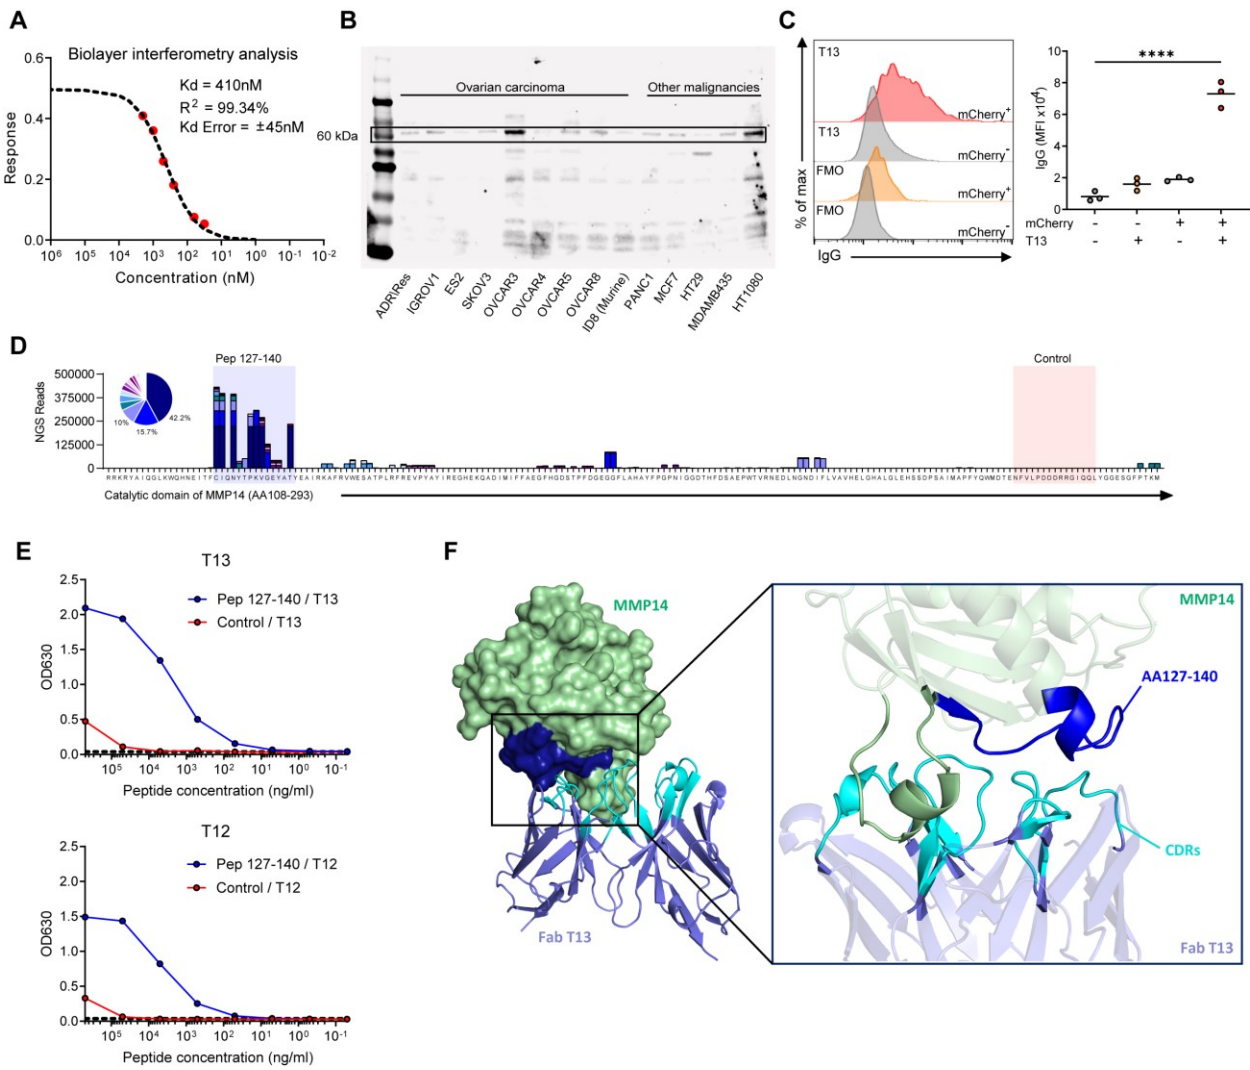 A
Biolayer interferometry analysis
0.6
0.4
0.2
0.0
Response
Kd = 410nM
R² = 99.34%
Kd Error = ±45nM
10⁶ 10⁵ 10⁴ 10³ 10² 10¹ 10⁰ 10⁻¹ 10⁻²
Concentration (nM)
B
Ovarian carcinoma
Other malignancies
60 kDa
ADRIRes
IGROV1
ES2
SKOV3
OVCAR3
OVCAR4
OVCAR5
OVCAR8
ID8 (Murine)
PANC1
MCF7
HT29
MDAMB435
HT1080
C
% of max
T13
mCherry⁺
T13
mCherry⁻
FMO
mCherry⁺
FMO
mCherry⁻
IgG
IgG (MFI x10⁴)
10
8
6
4
2
0
****
mCherry - - + +
T13 - + - +
D
Pep 127-140
Control
NGS Reads
500000
375000
250000
125000
0
42.2%
15.7%
10%
Catalytic domain of MMP14 (AA108-293)
E
T13
2.5
2.0
1.5
1.0
0.5
0.0
OD630
Pep 127-140 / T13
Control / T13
10⁵ 10⁴ 10³ 10² 10¹ 10⁰ 10⁻¹
Peptide concentration (ng/ml)
T12
2.5
2.0
1.5
1.0
0.5
0.0
OD630
Pep 127-140 / T12
Control / T12
10⁵ 10⁴ 10³ 10² 10¹ 10⁰ 10⁻¹
Peptide concentration (ng/ml)
F
MMP14
Fab T13
MMP14
AA127-140
CDRs
Fab T13